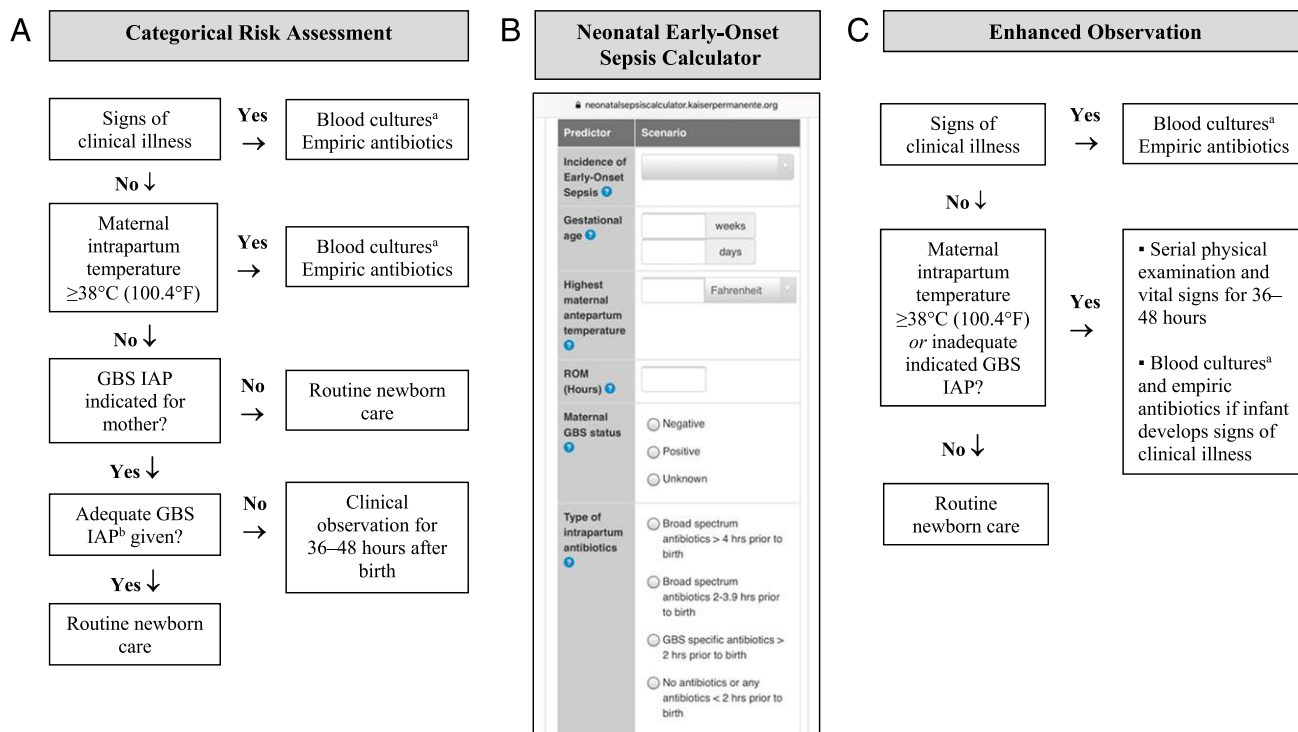 A
Categorical Risk Assessment
Signs of
clinical illness
Yes
→
Blood culturesᵃ
Empiric antibiotics
No ↓
Maternal
intrapartum
temperature
≥38°C (100.4°F)
Yes
→
Blood culturesᵃ
Empiric antibiotics
No ↓
GBS IAP
indicated for
mother?
No
→
Routine newborn
care
Yes ↓
Adequate GBS
IAPᵇ given?
No
→
Clinical
observation for
36–48 hours after
birth
Yes ↓
Routine newborn
care
B
Neonatal Early-Onset
Sepsis Calculator
neonatalsepsiscalculator.kaiserpermanente.org
Predictor
Scenario
Incidence of
Early-Onset
Sepsis ?
Gestational
age ?
weeks
days
Highest
maternal
antepartum
temperature
?
Fahrenheit
ROM
(Hours) ?
Maternal
GBS status
?
Negative
Positive
Unknown
Type of
intrapartum
antibiotics
?
Broad spectrum
antibiotics > 4 hrs prior to
birth
Broad spectrum
antibiotics 2-3.9 hrs prior
to birth
GBS specific antibiotics >
2 hrs prior to birth
No antibiotics or any
antibiotics < 2 hrs prior to
birth
C
Enhanced Observation
Signs of
clinical illness
Yes
→
Blood culturesᵃ
Empiric antibiotics
No ↓
Maternal
intrapartum
temperature
≥38°C (100.4°F)
or inadequate
indicated GBS
IAP?
Yes
→
▪ Serial physical
examination and
vital signs for 36–
48 hours
▪ Blood culturesᵃ
and empiric
antibiotics if infant
develops signs of
clinical illness
No ↓
Routine
newborn care